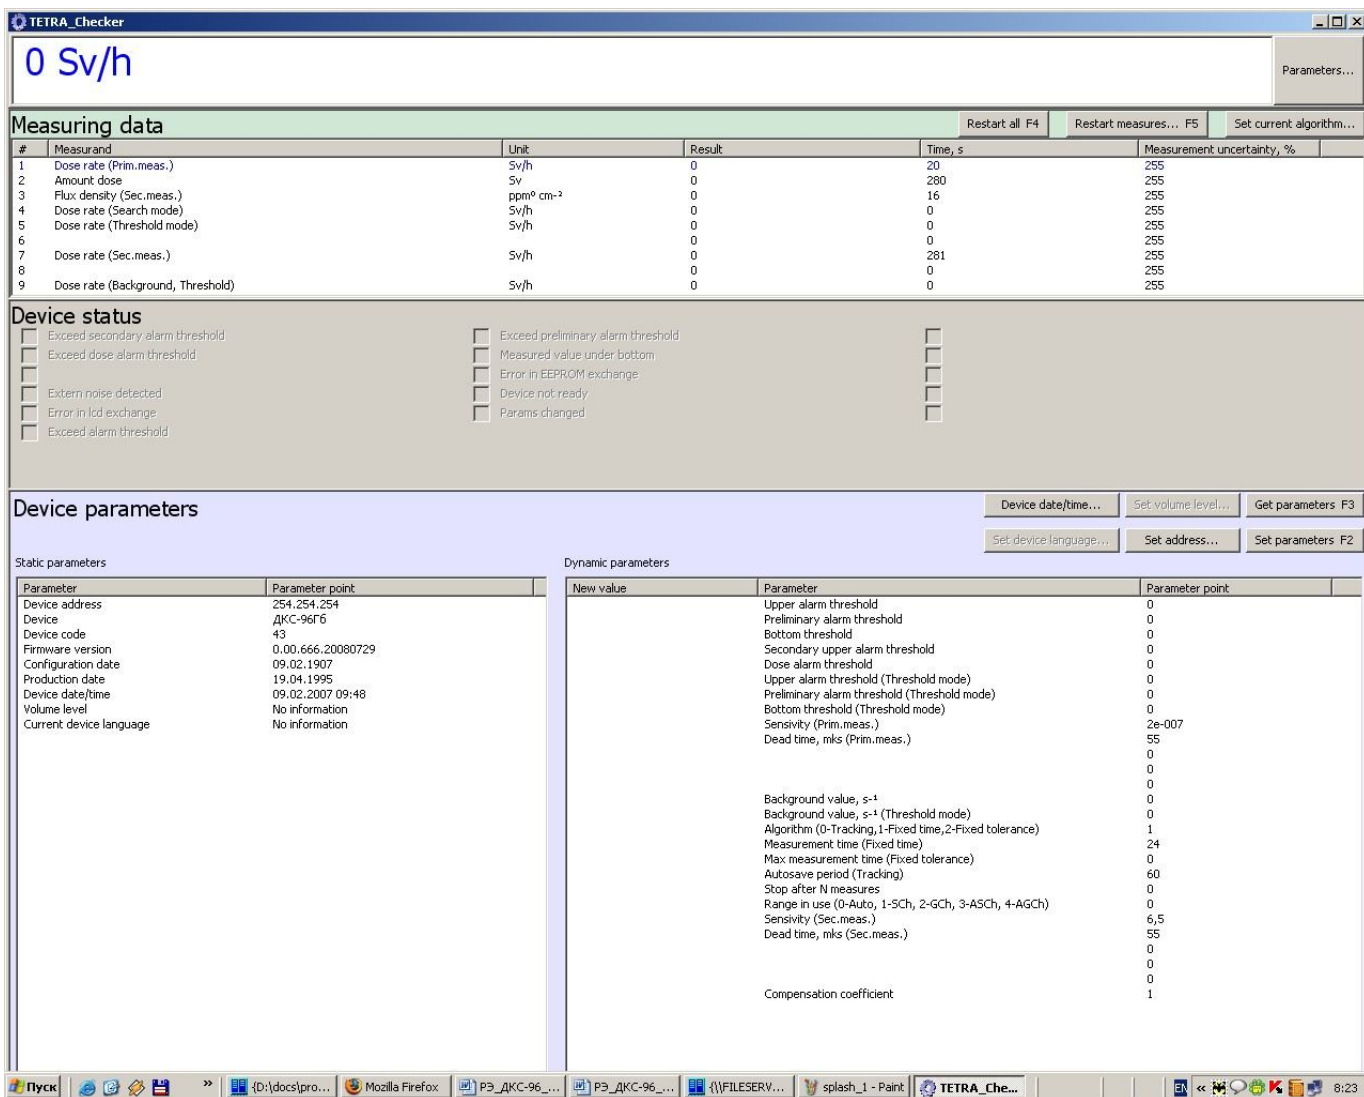 TETRA_Checker
0 Sv/h
Parameters...
Measuring data
Restart all F4 Restart measures... F5 Set current algorithm...
# Measurand Unit Result Time, s Measurement uncertainty, %
1 Dose rate (Prim.meas.) Sv/h 0 20 255
2 Amount dose Sv 0 280 255
3 Flux density (Sec.meas.) ppmº cm-² 0 16 255
4 Dose rate (Search mode) Sv/h 0 0 255
5 Dose rate (Threshold mode) Sv/h 0 0 255
6 0 0 255
7 Dose rate (Sec.meas.) Sv/h 0 281 255
8 0 0 255
9 Dose rate (Background, Threshold) Sv/h 0 0 255
Device status
Exceed secondary alarm threshold Exceed preliminary alarm threshold
Exceed dose alarm threshold Measured value under bottom
Error in EEPROM exchange
Extern noise detected Device not ready
Error in lcd exchange Params changed
Exceed alarm threshold
Device parameters
Device date/time... Set volume level... Get parameters F3
Set device language... Set address... Set parameters F2
Static parameters
Parameter Parameter point
Device address 254.254.254
Device ДКС-96Гб
Device code 43
Firmware version 0.00.666.20080729
Configuration date 09.02.1907
Production date 19.04.1995
Device date/time 09.02.2007 09:48
Volume level No information
Current device language No information
Dynamic parameters
New value Parameter Parameter point
Upper alarm threshold 0
Preliminary alarm threshold 0
Bottom threshold 0
Secondary upper alarm threshold 0
Dose alarm threshold 0
Upper alarm threshold (Threshold mode) 0
Preliminary alarm threshold (Threshold mode) 0
Bottom threshold (Threshold mode) 0
Sensivity (Prim.meas.) 2e-007
Dead time, mks (Prim.meas.) 55
0
0
0
Background value, s-¹ 0
Background value, s-¹ (Threshold mode) 0
Algorithm (0-Tracking,1-Fixed time,2-Fixed tolerance) 1
Measurement time (Fixed time) 24
Max measurement time (Fixed tolerance) 0
Autosave period (Tracking) 60
Stop after N measures 0
Range in use (0-Auto, 1-SCh, 2-GCh, 3-ASCh, 4-AGCh) 0
Sensivity (Sec.meas.) 6,5
Dead time, mks (Sec.meas.) 55
0
0
0
Compensation coefficient 1
Пуск » {D:\docs\pro... Mozilla Firefox РЭ_ДКС-96_... РЭ_ДКС-96_... {\\FILESERV... splash_1 - Paint TETRA_Che... EN « 8:23